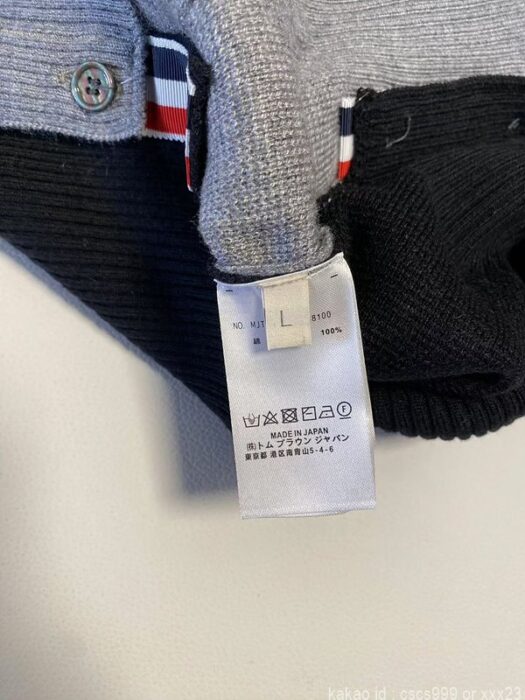 L
NO. MJT 8100
綿 100%
MADE IN JAPAN
(株)トム ブラウン ジャパン
東京都 港区南青山5-4-6
kakao id : cscs999 or xxx23